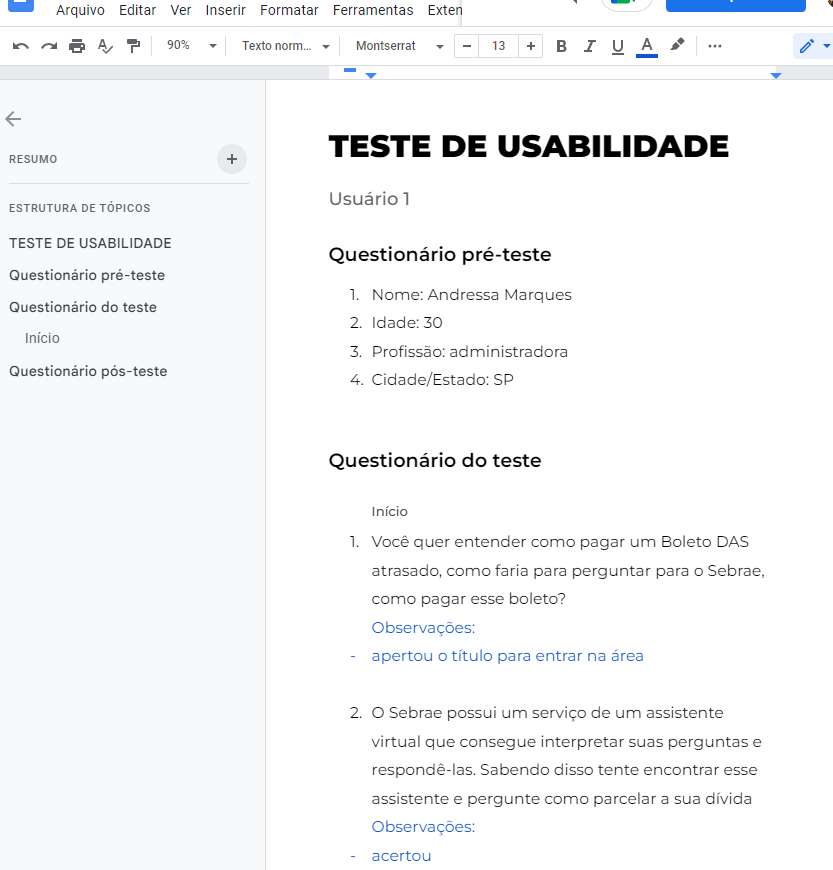 Arquivo Editar Ver Inserir Formatar Ferramentas Exten
90% Texto norm... Montserrat - 13 + B I U A
RESUMO
ESTRUTURA DE TÓPICOS
TESTE DE USABILIDADE
Questionário pré-teste
Questionário do teste
Início
Questionário pós-teste
TESTE DE USABILIDADE
Usuário 1
Questionário pré-teste
1. Nome: Andressa Marques
2. Idade: 30
3. Profissão: administradora
4. Cidade/Estado: SP
Questionário do teste
Início
1. Você quer entender como pagar um Boleto DAS
atrasado, como faria para perguntar para o Sebrae,
como pagar esse boleto?
Observações:
- apertou o título para entrar na área
2. O Sebrae possui um serviço de um assistente
virtual que consegue interpretar suas perguntas e
respondê-las. Sabendo disso tente encontrar esse
assistente e pergunte como parcelar a sua dívida
Observações:
- acertou